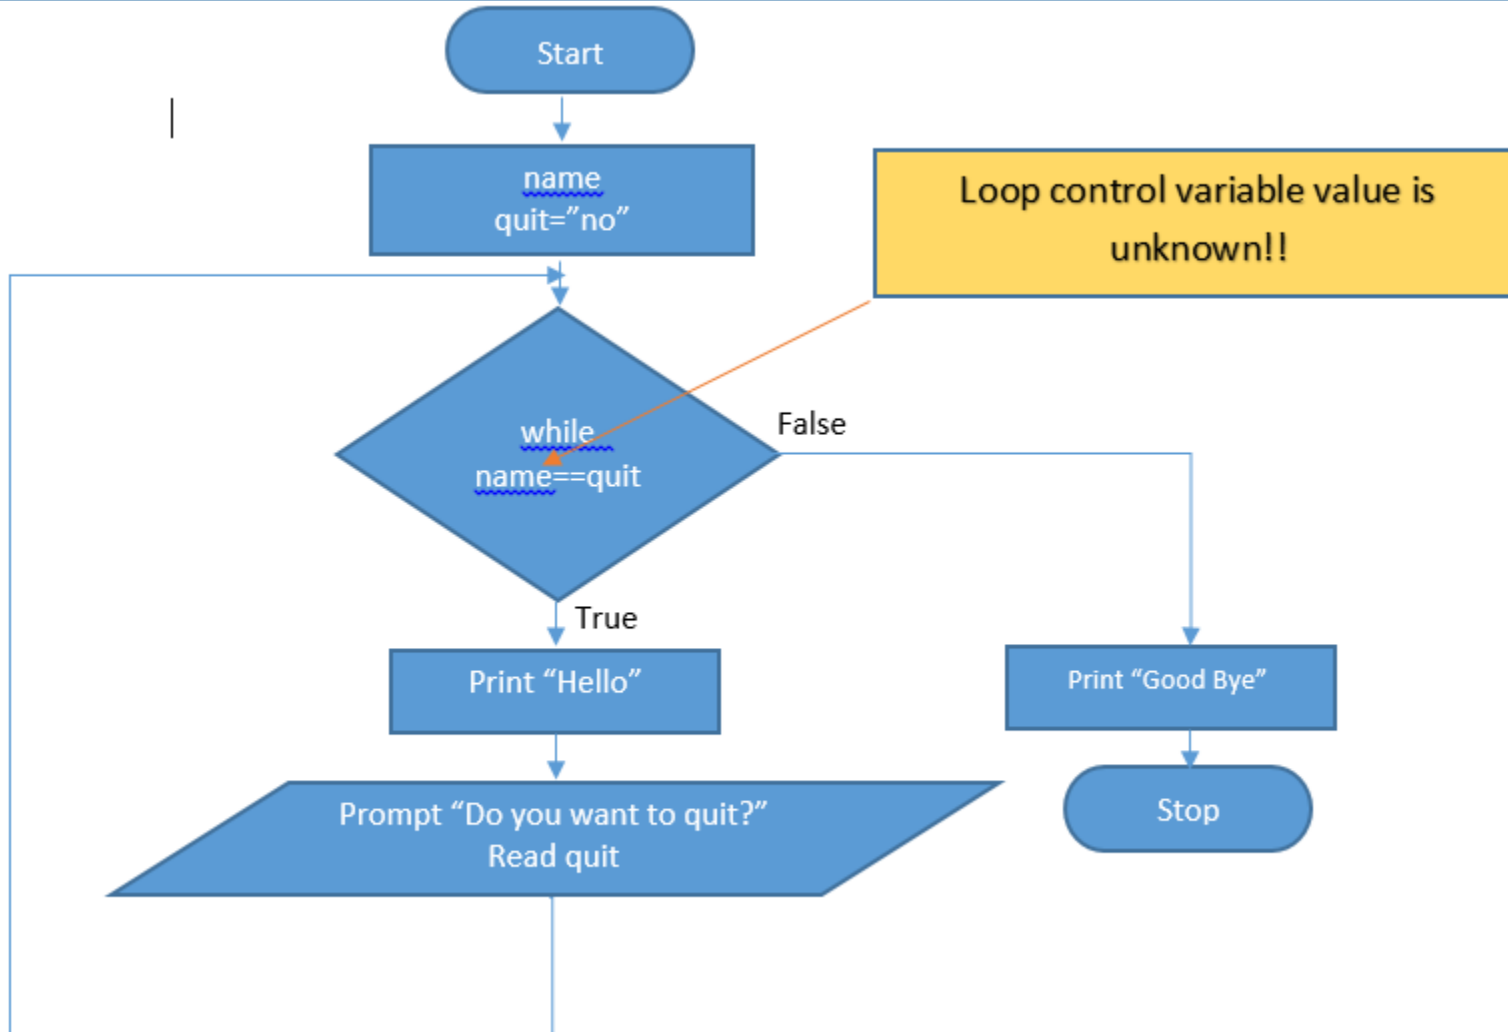 Start
name
quit=”no”
Loop control variable value is
unknown!!
while
name==quit
False
True
Print “Hello”
Print “Good Bye”
Prompt “Do you want to quit?”
Read quit
Stop